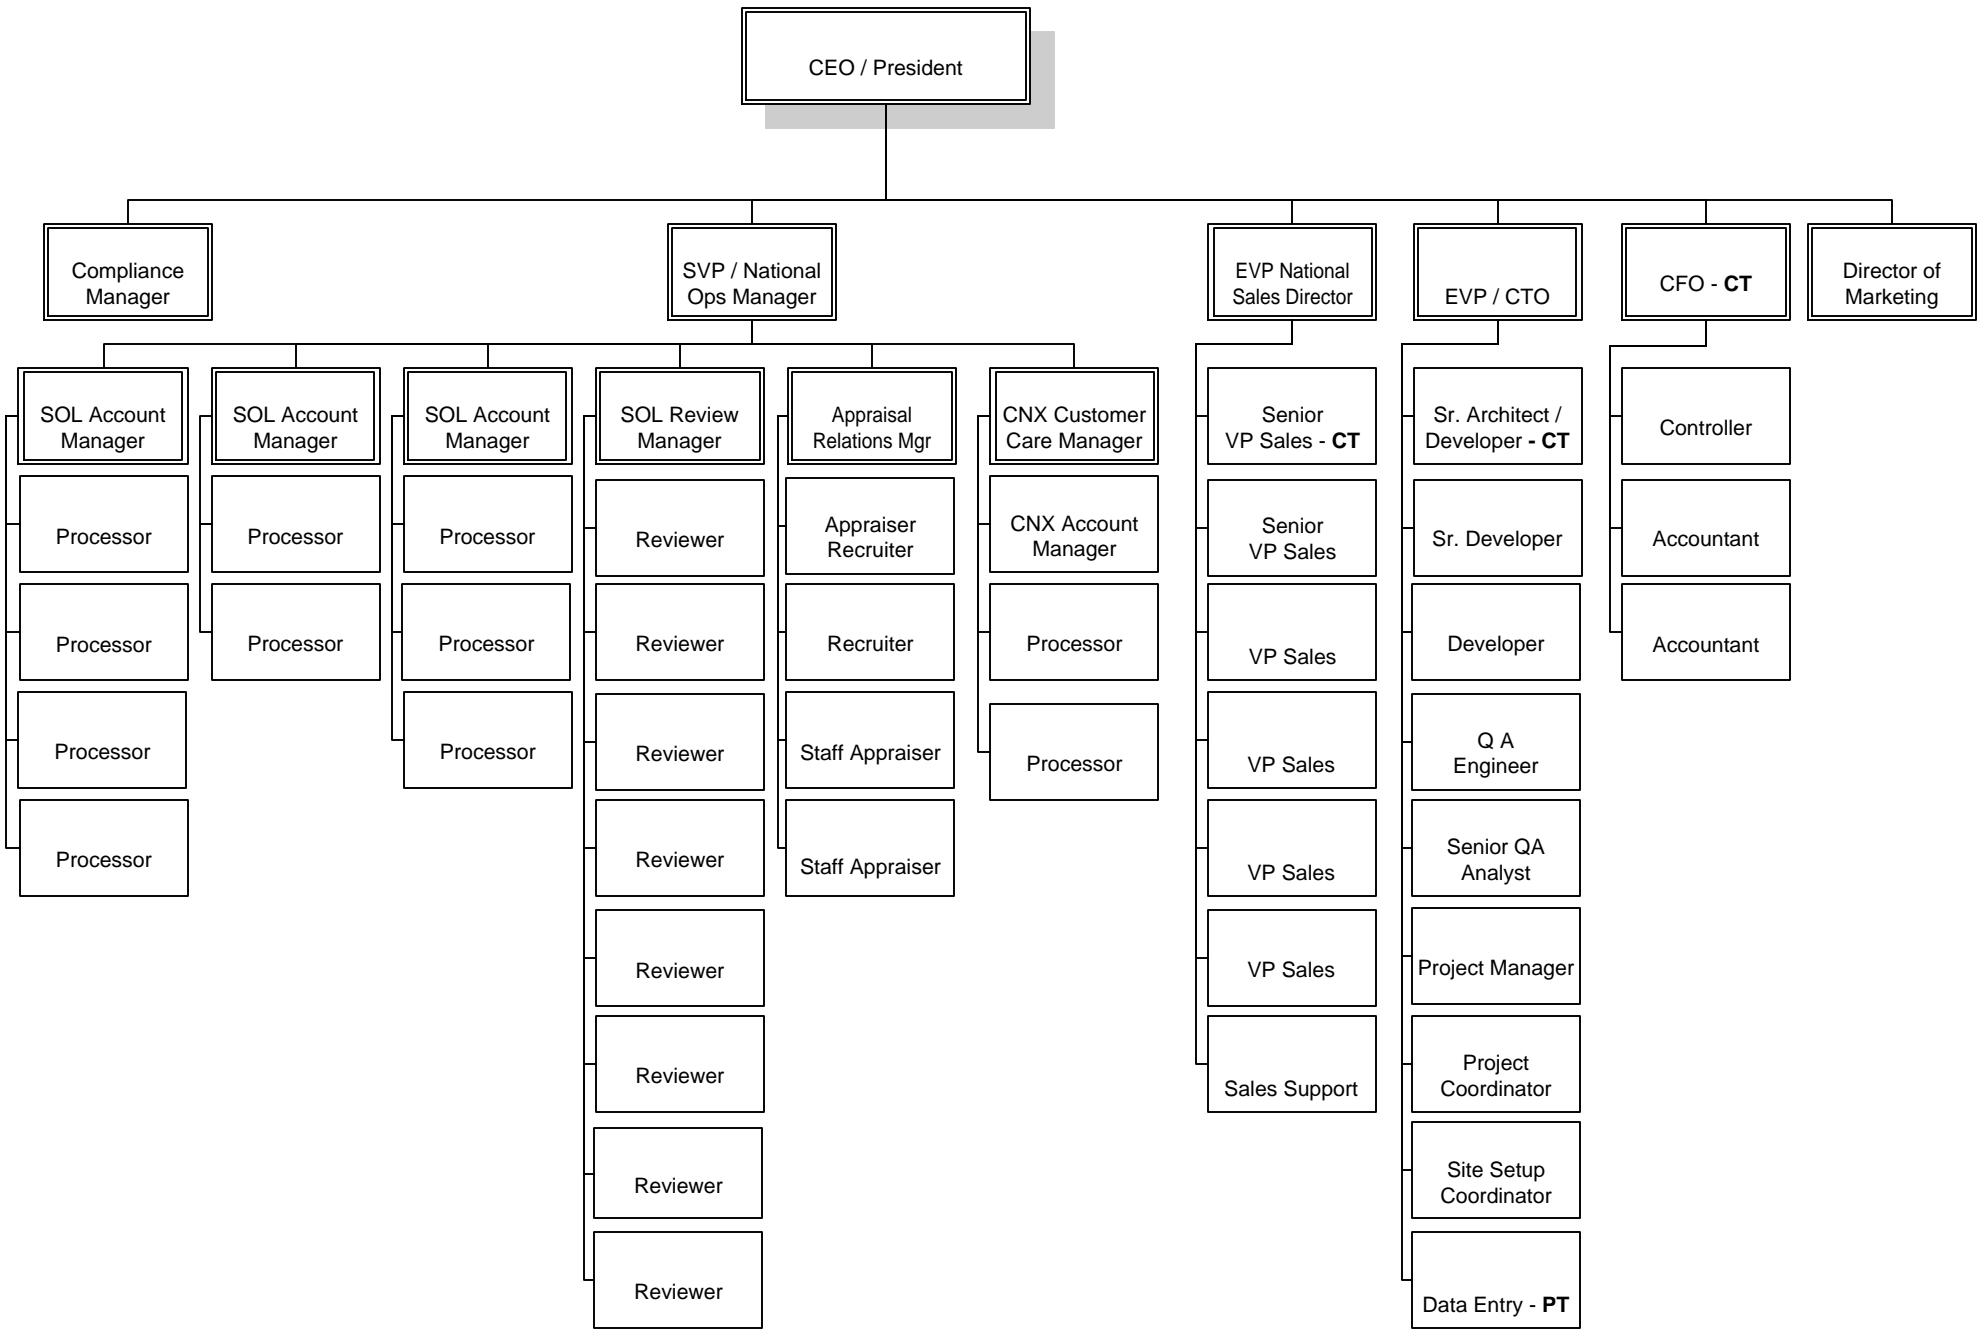 CEO / President
Compliance
Manager
SVP / National
Ops Manager
EVP National
Sales Director
EVP / CTO
CFO - CT
Director of
Marketing
SOL Account
Manager
Processor
Processor
Processor
Processor
SOL Account
Manager
Processor
Processor
SOL Account
Manager
Processor
Processor
Processor
SOL Review
Manager
Reviewer
Reviewer
Reviewer
Reviewer
Reviewer
Reviewer
Reviewer
Reviewer
Appraisal
Relations Mgr
Appraiser
Recruiter
Recruiter
Staff Appraiser
Staff Appraiser
CNX Customer
Care Manager
CNX Account
Manager
Processor
Processor
Senior
VP Sales - CT
Senior
VP Sales
VP Sales
VP Sales
VP Sales
VP Sales
Sales Support
Sr. Architect /
Developer - CT
Sr. Developer
Developer
Q A
Engineer
Senior QA
Analyst
Project Manager
Project
Coordinator
Site Setup
Coordinator
Data Entry - PT
Controller
Accountant
Accountant